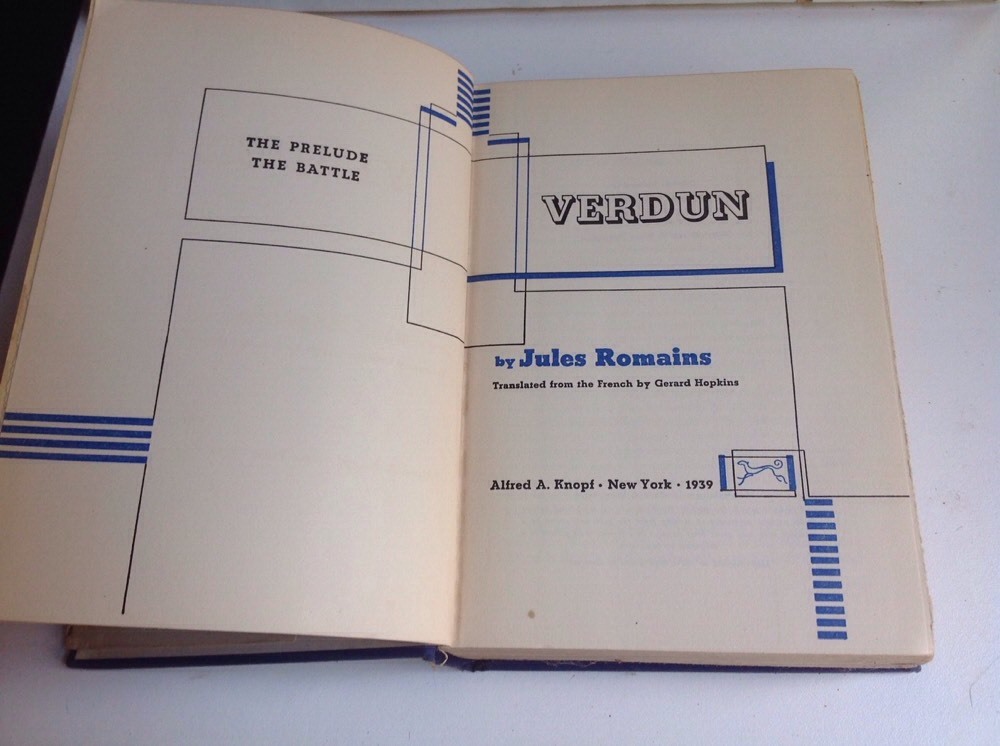 THE PRELUDE
THE BATTLE
VERDUN
by Jules Romains
Translated from the French by Gerard Hopkins
Alfred A. Knopf · New York · 1939